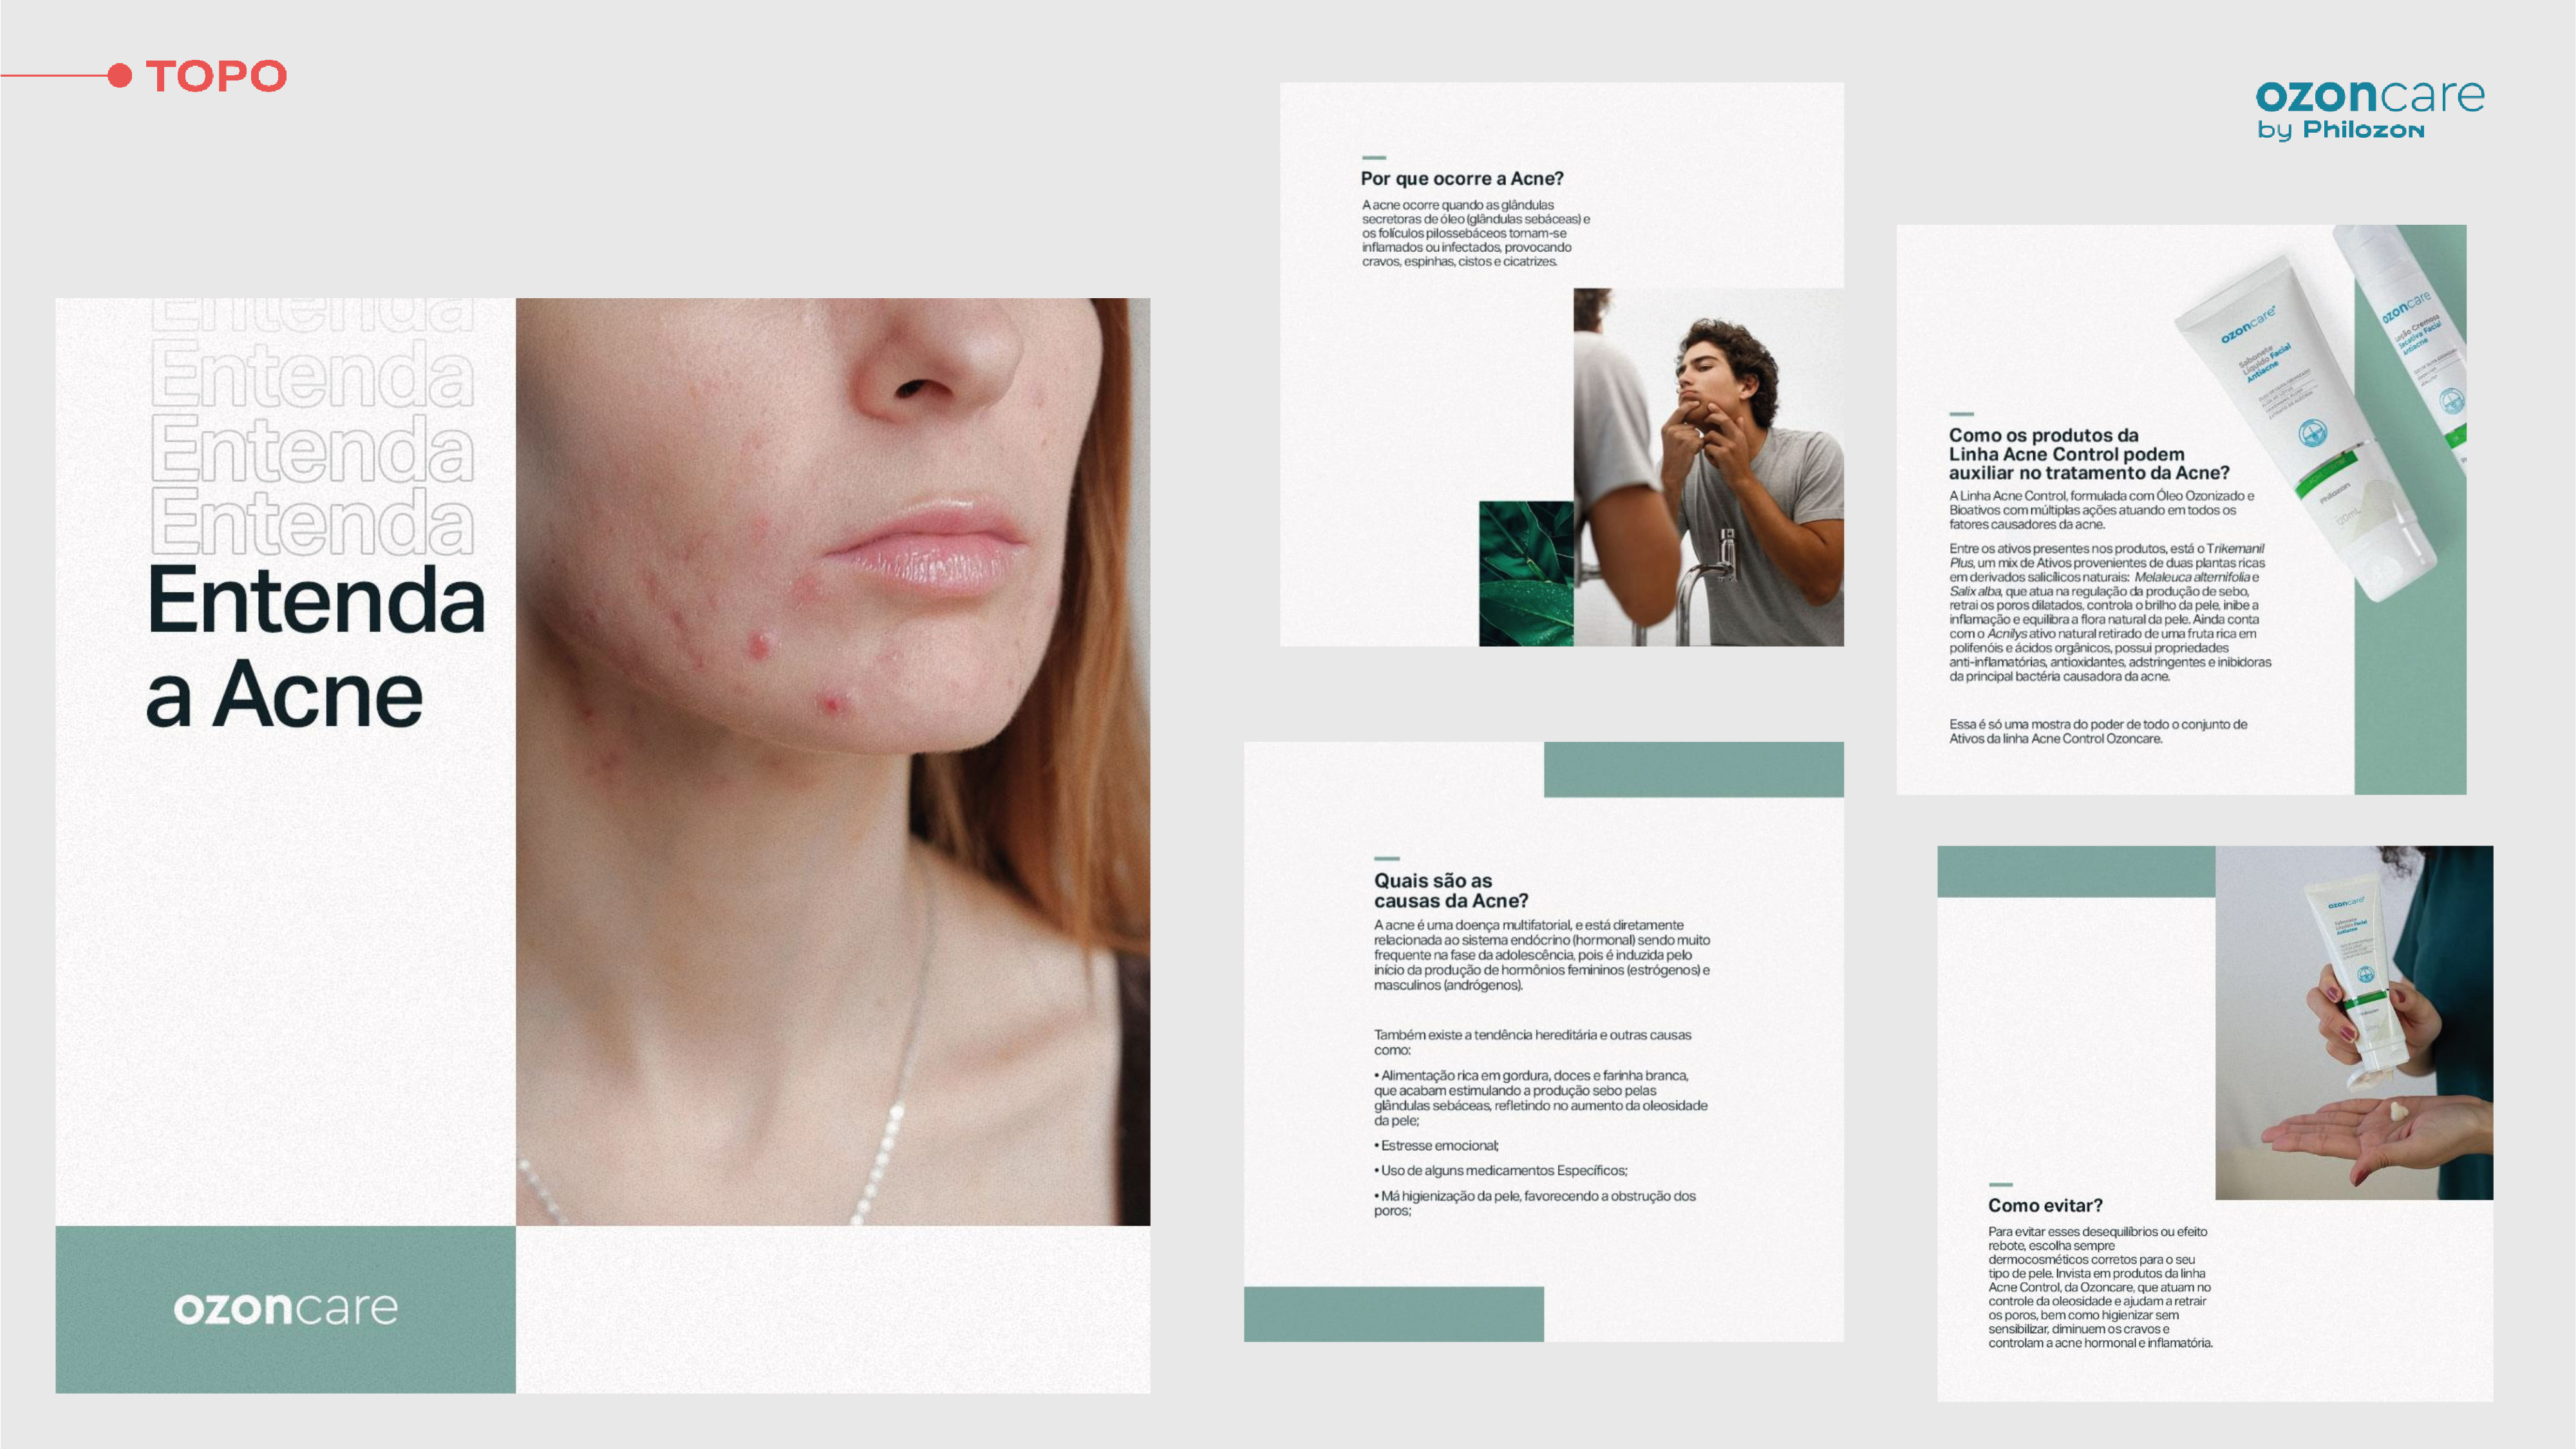 TOPO
ozoncare
by Philozon
Entenda
Entenda
Entenda
Entenda
Entenda
a Acne
ozoncare
Por que ocorre a Acne?
A acne ocorre quando as glândulas
secretoras de óleo (glândulas sebáceas) e
os folículos pilossebáceos tornam-se
inflamados ou infectados, provocando
cravos, espinhas, cistos e cicatrizes.
Quais são as
causas da Acne?
A acne é uma doença multifatorial, e está diretamente
relacionada ao sistema endócrino (hormonal) sendo muito
frequente na fase da adolescência, pois é induzida pelo
início da produção de hormônios femininos (estrógenos) e
masculinos (andrógenos).
Também existe a tendência hereditária e outras causas
como:
• Alimentação rica em gordura, doces e farinha branca,
que acabam estimulando a produção sebo pelas
glândulas sebáceas, refletindo no aumento da oleosidade
da pele;
• Estresse emocional;
• Uso de alguns medicamentos Específicos;
• Má higienização da pele, favorecendo a obstrução dos
poros;
ozoncare
Sabonete
Líquido Facial
Antiacne
Philozon
120mL
ozoncare
Loção Cremosa
Secativa Facial
Antiacne
Como os produtos da
Linha Acne Control podem
auxiliar no tratamento da Acne?
A Linha Acne Control, formulada com Óleo Ozonizado e
Bioativos com múltiplas ações atuando em todos os
fatores causadores da acne.
Entre os ativos presentes nos produtos, está o Trikemanil
Plus, um mix de Ativos provenientes de duas plantas ricas
em derivados salicílicos naturais: Melaleuca alternifolia e
Salix alba, que atua na regulação da produção de sebo,
retrai os poros dilatados, controla o brilho da pele, inibe a
inflamação e equilibra a flora natural da pele. Ainda conta
com o Acnilys ativo natural retirado de uma fruta rica em
polifenóis e ácidos orgânicos, possui propriedades
anti-inflamatórias, antioxidantes, adstringentes e inibidoras
da principal bactéria causadora da acne.
Essa é só uma mostra do poder de todo o conjunto de
Ativos da linha Acne Control Ozoncare.
ozoncare
Sabonete
Líquido Facial
Antiacne
Como evitar?
Para evitar esses desequilíbrios ou efeito
rebote, escolha sempre
dermocosméticos corretos para o seu
tipo de pele. Invista em produtos da linha
Acne Control, da Ozoncare, que atuam no
controle da oleosidade e ajudam a retrair
os poros, bem como higienizar sem
sensibilizar, diminuem os cravos e
controlam a acne hormonal e inflamatória.